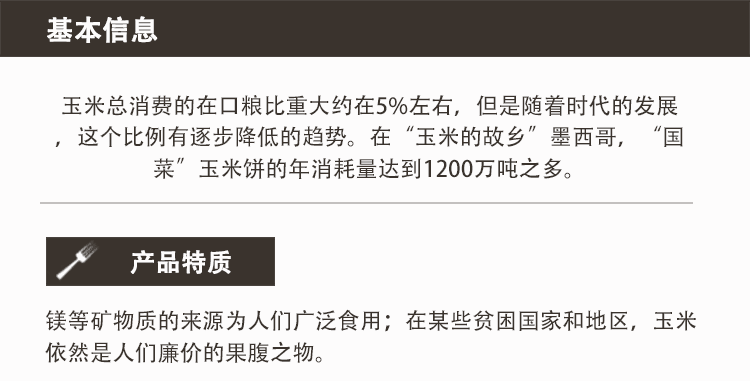 基本信息
玉米总消费的在口粮比重大约在5%左右，但是随着时代的发展
，这个比例有逐步降低的趋势。在“玉米的故乡”墨西哥，“国
菜”玉米饼的年消耗量达到1200万吨之多。
产品特质
镁等矿物质的来源为人们广泛食用；在某些贫困国家和地区，玉米
依然是人们廉价的果腹之物。